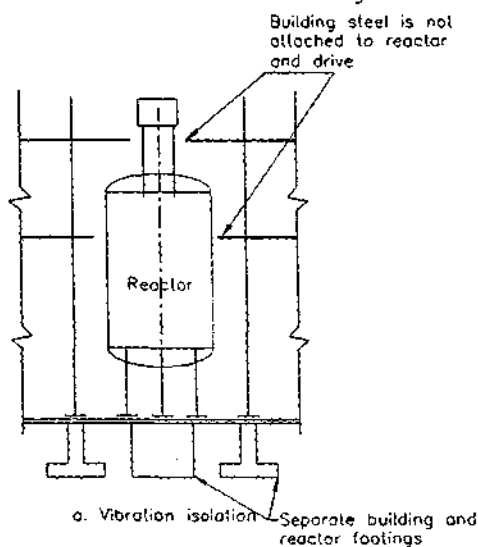 Building steel is not
attached to reactor
and drive
Reactor
a. Vibration isolation
Separate building and
reactor footings